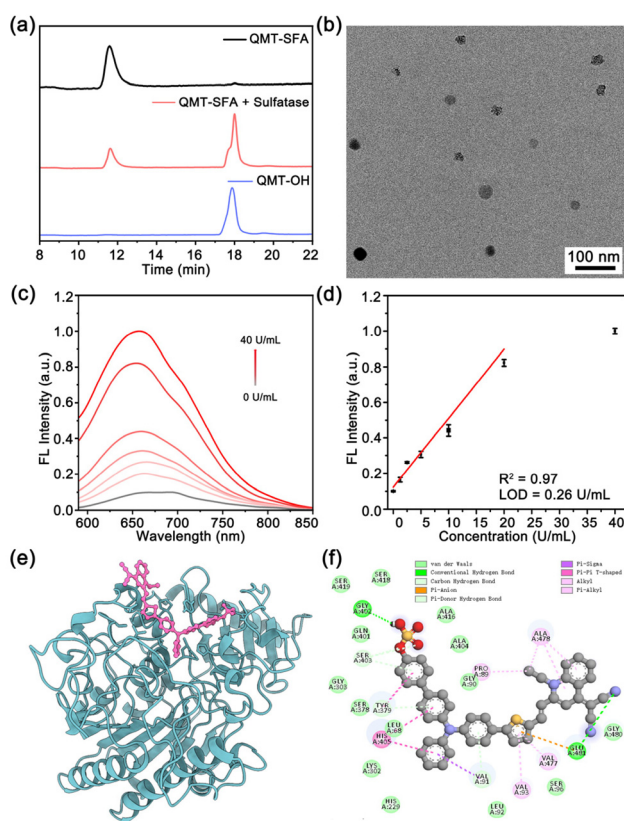 (a)
QMT-SFA
QMT-SFA + Sulfatase
QMT-OH
8 10 12 14 16 18 20 22
Time (min)
(b)
100 nm
(c)
FL Intensity (a.u.)
1.2
1.0
0.8
0.6
0.4
0.2
0.0
40 U/mL
0 U/mL
600 650 700 750 800 850
Wavelength (nm)
(d)
FL Intensity (a.u.)
1.2
1.0
0.8
0.6
0.4
0.2
0.0
R² = 0.97
LOD = 0.26 U/mL
0 5 10 15 20 25 30 35 40
Concentration (U/mL)
(e)
(f)
van der Waals
Conventional Hydrogen Bond
Carbon Hydrogen Bond
Pi-Anion
Pi-Donor Hydrogen Bond
Pi-Sigma
Pi-Pi T-shaped
Alkyl
Pi-Alkyl
SER
A:419
SER
A:418
GLY
A:402
ALA
A:416
GLN
A:401
ALA
A:404
SER
A:403
ALA
A:478
PRO
A:89
GLY
A:90
GLY
A:303
SER
A:378
TYR
A:379
LEU
A:68
HIS
A:405
GLY
A:480
GLU
A:481
VAL
A:477
LYS
A:302
VAL
A:91
VAL
A:93
SER
A:96
HIS
A:229
LEU
A:92